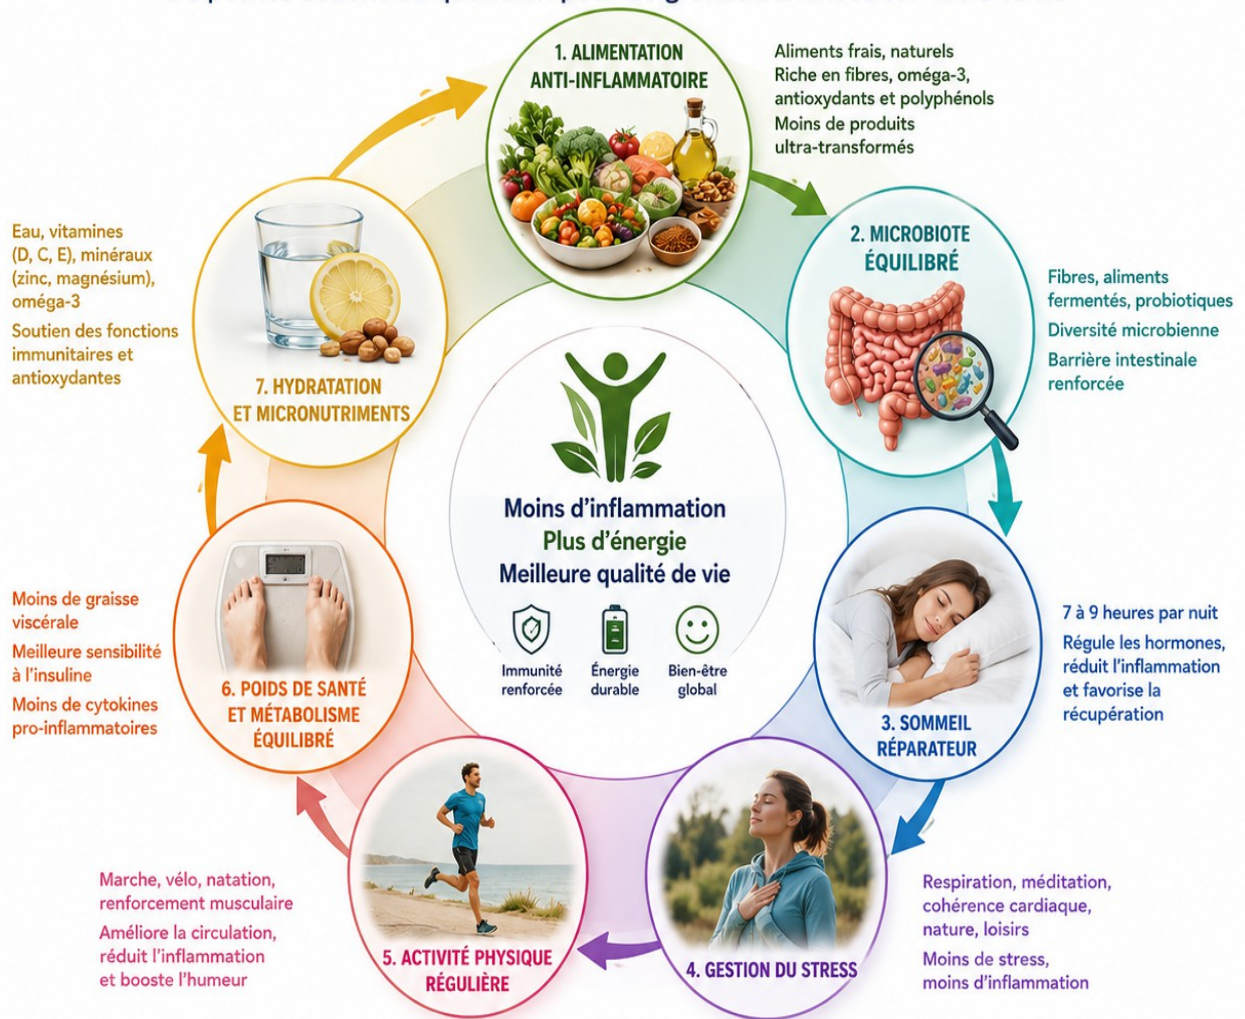 1. ALIMENTATION
ANTI-INFLAMMATOIRE
Aliments frais, naturels
Riche en fibres, oméga-3,
antioxydants et polyphénols
Moins de produits
ultra-transformés
2. MICROBIOTE
ÉQUILIBRÉ
Fibres, aliments
fermentés, probiotiques
Diversité microbienne
Barrière intestinale
renforcée
3. SOMMEIL
RÉPARATEUR
7 à 9 heures par nuit
Régule les hormones,
réduit l'inflammation
et favorise la
récupération
4. GESTION DU STRESS
Respiration, méditation,
cohérence cardiaque,
nature, loisirs
Moins de stress,
moins d'inflammation
5. ACTIVITÉ PHYSIQUE
RÉGULIÈRE
Marche, vélo, natation,
renforcement musculaire
Améliore la circulation,
réduit l'inflammation
et booste l'humeur
6. POIDS DE SANTÉ
ET MÉTABOLISME
ÉQUILIBRÉ
Moins de graisse
viscérale
Meilleure sensibilité
à l'insuline
Moins de cytokines
pro-inflammatoires
7. HYDRATATION
ET MICRONUTRIMENTS
Eau, vitamines
(D, C, E), minéraux
(zinc, magnésium),
oméga-3
Soutien des fonctions
immunitaires et
antioxydantes
Moins d'inflammation
Plus d'énergie
Meilleure qualité de vie
Immunité
renforcée
Énergie
durable
Bien-être
global